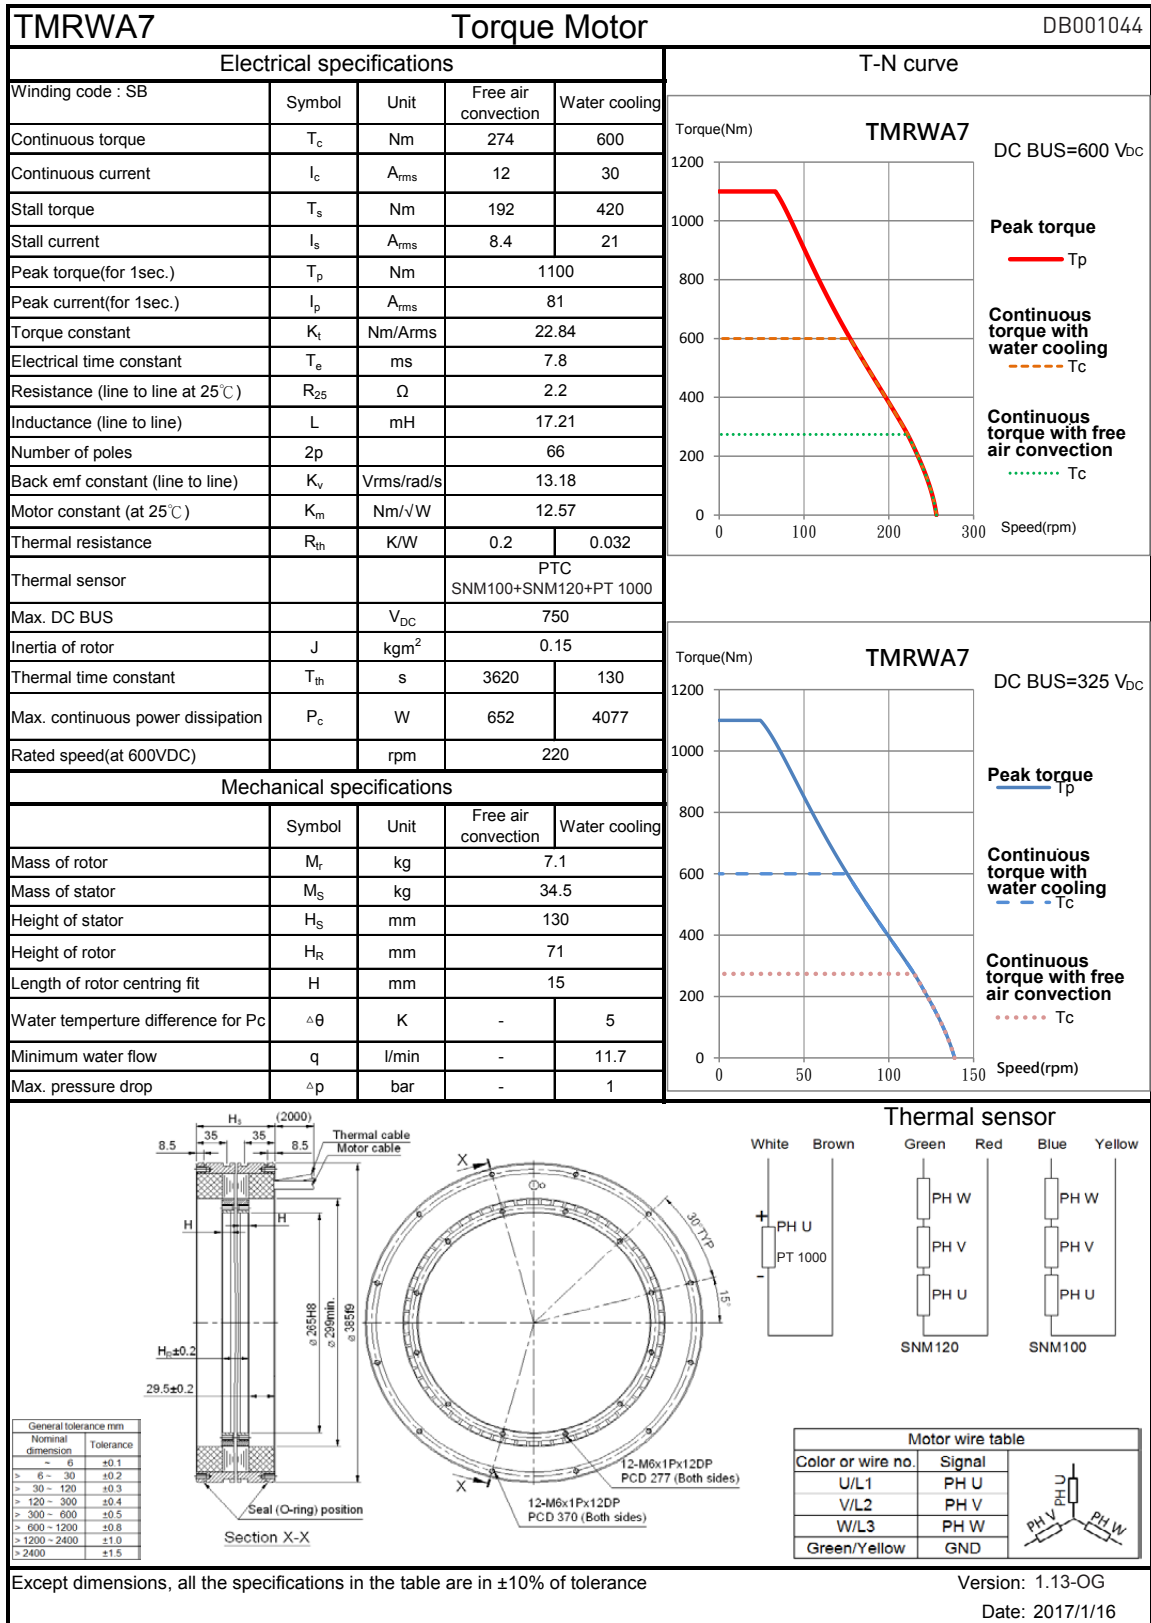 TMRWA7 Torque Motor DB001044
Electrical specifications
Winding code : SB Symbol Unit Free air convection Water cooling
Continuous torque Tc Nm 274 600
Continuous current Ic Arms 12 30
Stall torque Ts Nm 192 420
Stall current Is Arms 8.4 21
Peak torque(for 1sec.) Tp Nm 1100
Peak current(for 1sec.) Ip Arms 81
Torque constant Kt Nm/Arms 22.84
Electrical time constant Te ms 7.8
Resistance (line to line at 25℃) R25 Ω 2.2
Inductance (line to line) L mH 17.21
Number of poles 2p 66
Back emf constant (line to line) Kv Vrms/rad/s 13.18
Motor constant (at 25℃) Km Nm/√W 12.57
Thermal resistance Rth K/W 0.2 0.032
Thermal sensor PTC SNM100+SNM120+PT 1000
Max. DC BUS VDC 750
Inertia of rotor J kgm² 0.15
Thermal time constant Tth s 3620 130
Max. continuous power dissipation Pc W 652 4077
Rated speed(at 600VDC) rpm 220
Mechanical specifications
Symbol Unit Free air convection Water cooling
Mass of rotor Mr kg 7.1
Mass of stator MS kg 34.5
Height of stator HS mm 130
Height of rotor HR mm 71
Length of rotor centring fit H mm 15
Water temperture difference for Pc △θ K - 5
Minimum water flow q l/min - 11.7
Max. pressure drop △p bar - 1
T-N curve
Torque(Nm) TMRWA7
DC BUS=600 VDC
1200
1000
800
600
400
200
0
0 100 200 300 Speed(rpm)
Peak torque
Tp
Continuous
torque with
water cooling
Tc
Continuous
torque with free
air convection
Tc
Torque(Nm) TMRWA7
DC BUS=325 VDC
1200
1000
800
600
400
200
0
0 50 100 150 Speed(rpm)
Peak torque
Tp
Continuous
torque with
water cooling
Tc
Continuous
torque with free
air convection
Tc
Hs (2000)
8.5 35 35 8.5
Thermal cable
Motor cable
H H
ø 265H8
ø 299min.
ø 385f9
HR±0.2
29.5±0.2
Seal (O-ring) position
Section X-X
X
X
30°TYP
15°
12-M6x1Px12DP
PCD 277 (Both sides)
12-M6x1Px12DP
PCD 370 (Both sides)
General tolerance mm
Nominal dimension Tolerance
~ 6 ±0.1
> 6 ~ 30 ±0.2
> 30 ~ 120 ±0.3
> 120 ~ 300 ±0.4
> 300 ~ 600 ±0.5
> 600 ~ 1200 ±0.8
> 1200 ~ 2400 ±1.0
> 2400 ±1.5
Thermal sensor
White Brown Green Red Blue Yellow
+ PH U
PT 1000
-
PH W
PH V
PH U
SNM120
PH W
PH V
PH U
SNM100
Motor wire table
Color or wire no. Signal
U/L1 PH U
V/L2 PH V
W/L3 PH W
Green/Yellow GND
PH U
PH V
PH W
Except dimensions, all the specifications in the table are in ±10% of tolerance
Version: 1.13-OG
Date: 2017/1/16